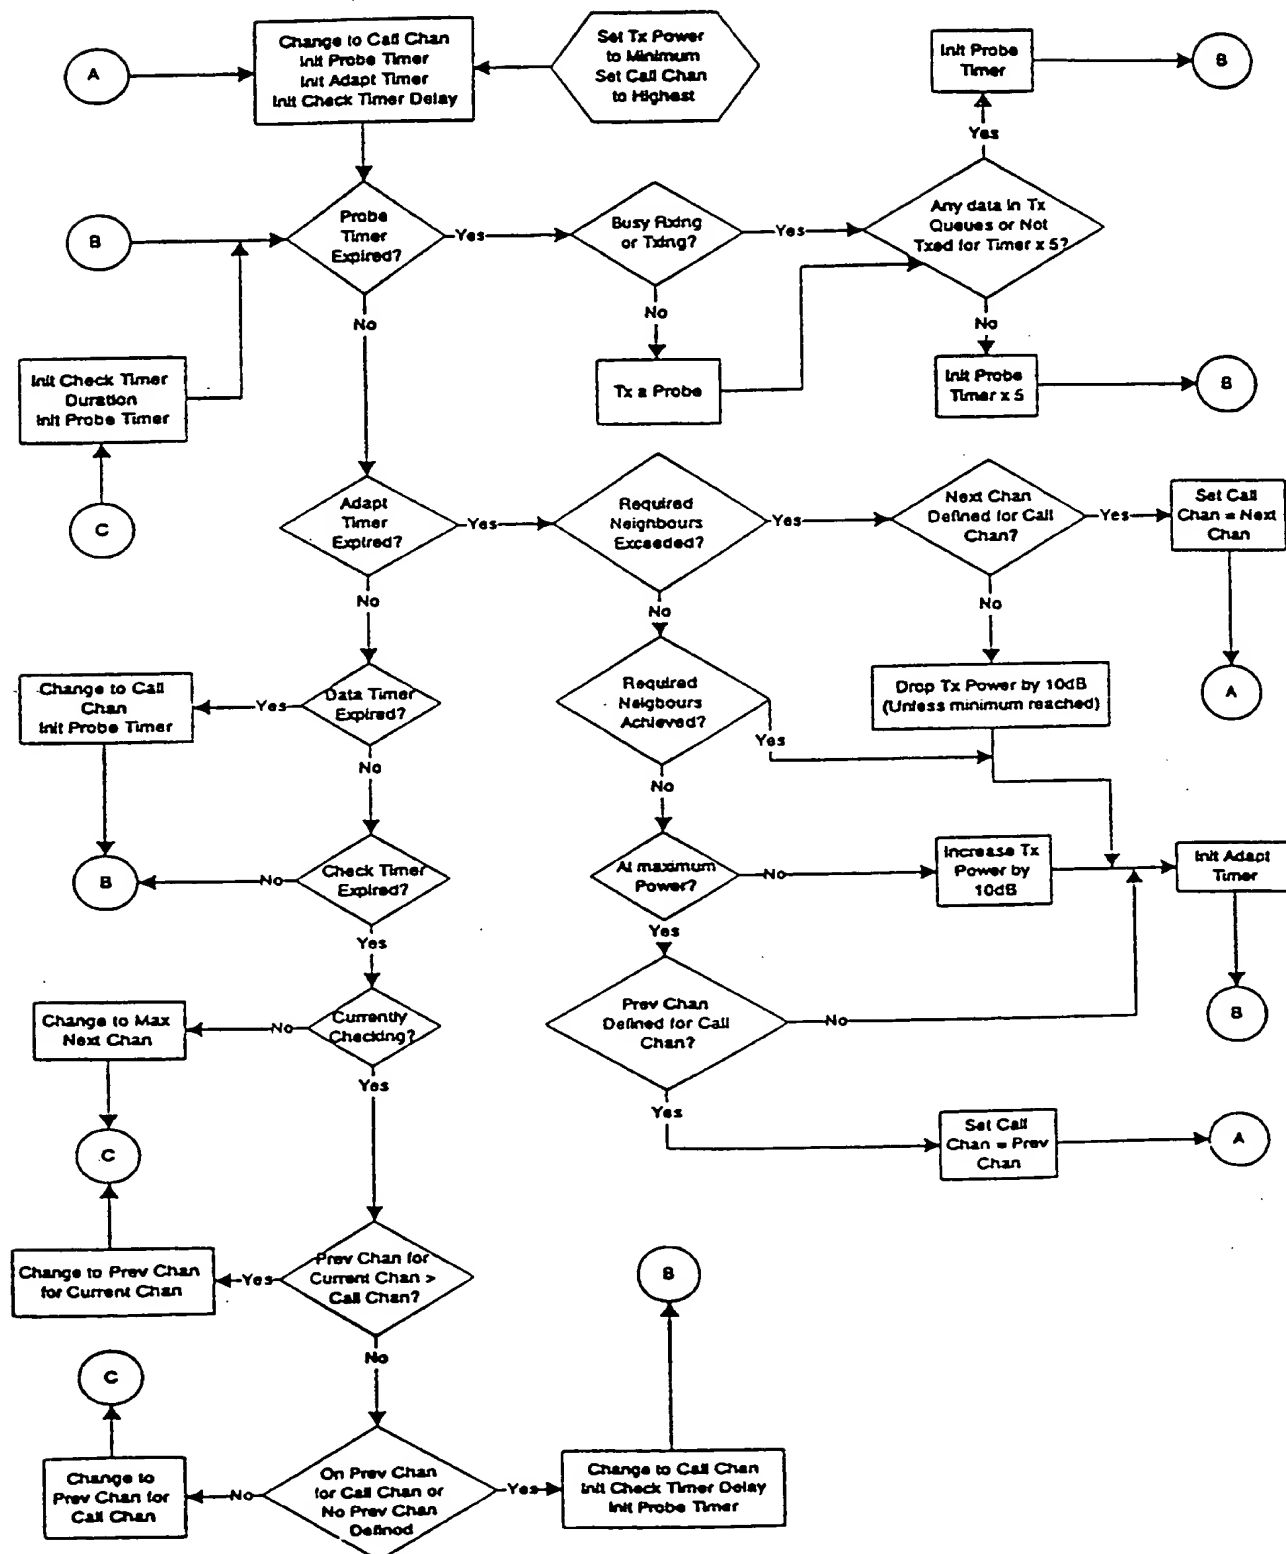 A
Change to Call Chan
Init Probe Timer
Init Adapt Timer
Init Check Timer Delay
Set Tx Power
to Minimum
Set Call Chan
to Highest
Init Probe
Timer
B
Yes
B
Probe
Timer
Expired?
Yes
Busy Rxing
or Txing?
Yes
Any data in Tx
Queues or Not
Txed for Timer x 5?
No
No
No
Init Check Timer
Duration
Init Probe Timer
Tx a Probe
Init Probe
Timer x 5
B
C
Adapt
Timer
Expired?
Yes
Required
Neighbours
Exceeded?
Yes
Next Chan
Defined for Call
Chan?
Yes
Set Call
Chan = Next
Chan
No
No
No
Change to Call
Chan
Init Probe Timer
Yes
Data Timer
Expired?
Required
Neigbours
Achieved?
Yes
Drop Tx Power by 10dB
(Unless minimum reached)
A
No
No
B
No
Check Timer
Expired?
At maximum
Power?
No
Increase Tx
Power by
10dB
Init Adapt
Timer
Yes
Yes
Change to Max
Next Chan
No
Currently
Checking?
Prev Chan
Defined for Call
Chan?
No
B
Yes
Yes
C
Set Call
Chan = Prev
Chan
A
Change to Prev Chan
for Current Chan
Yes
Prev Chan for
Current Chan >
Call Chan?
B
No
C
Change to
Prev Chan for
Call Chan
No
On Prev Chan
for Call Chan or
No Prev Chan
Defined
Yes
Change to Call Chan
Init Check Timer Delay
Init Probe Timer